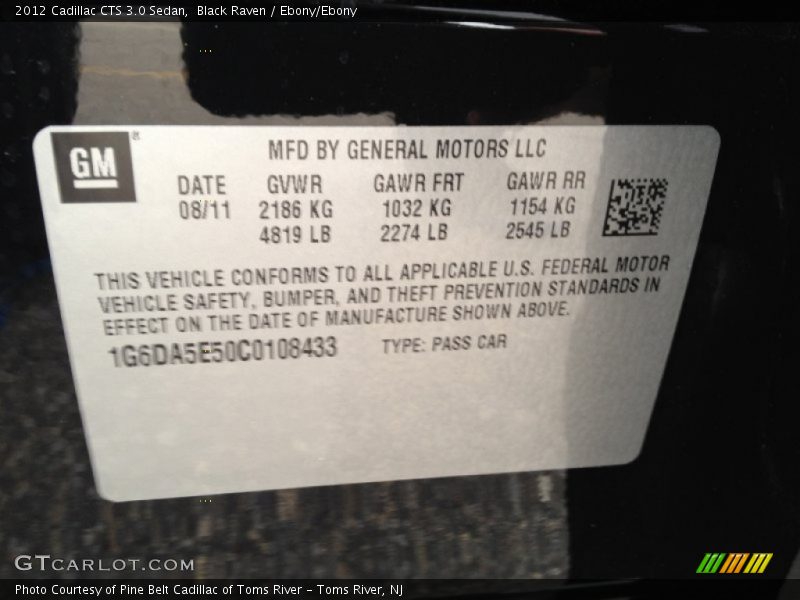 2012 Cadillac CTS 3.0 Sedan, Black Raven / Ebony/Ebony
GM®
MFD BY GENERAL MOTORS LLC
DATE GVWR GAWR FRT GAWR RR
08/11 2186 KG 1032 KG 1154 KG
4819 LB 2274 LB 2545 LB
THIS VEHICLE CONFORMS TO ALL APPLICABLE U.S. FEDERAL MOTOR
VEHICLE SAFETY, BUMPER, AND THEFT PREVENTION STANDARDS IN
EFFECT ON THE DATE OF MANUFACTURE SHOWN ABOVE.
1G6DA5E50C0108433 TYPE: PASS CAR
GTCARLOT.COM
Photo Courtesy of Pine Belt Cadillac of Toms River – Toms River, NJ